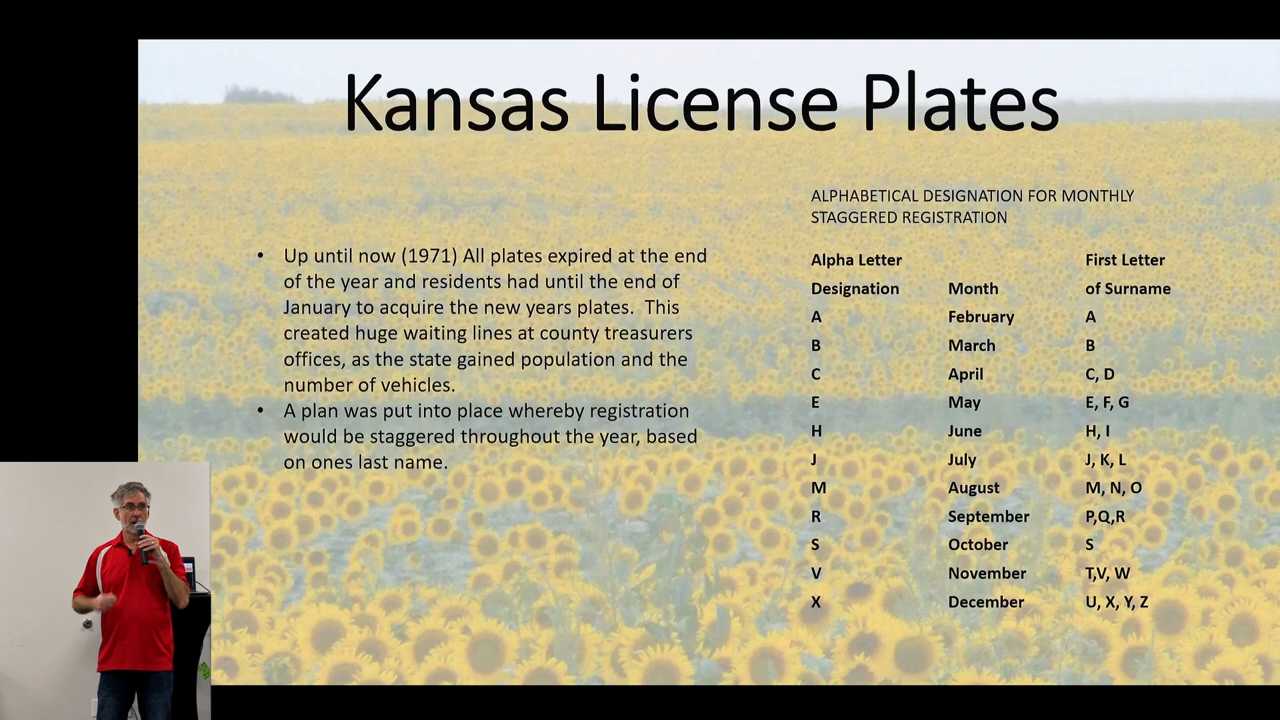 Kansas License Plates
• Up until now (1971) All plates expired at the end
of the year and residents had until the end of
January to acquire the new years plates.  This
created huge waiting lines at county treasurers
offices, as the state gained population and the
number of vehicles.
• A plan was put into place whereby registration
would be staggered throughout the year, based
on ones last name.
ALPHABETICAL DESIGNATION FOR MONTHLY
STAGGERED REGISTRATION
Alpha Letter First Letter
Designation Month of Surname
A February A
B March B
C April C, D
E May E, F, G
H June H, I
J July J, K, L
M August M, N, O
R September P,Q,R
S October S
V November T,V, W
X December U, X, Y, Z